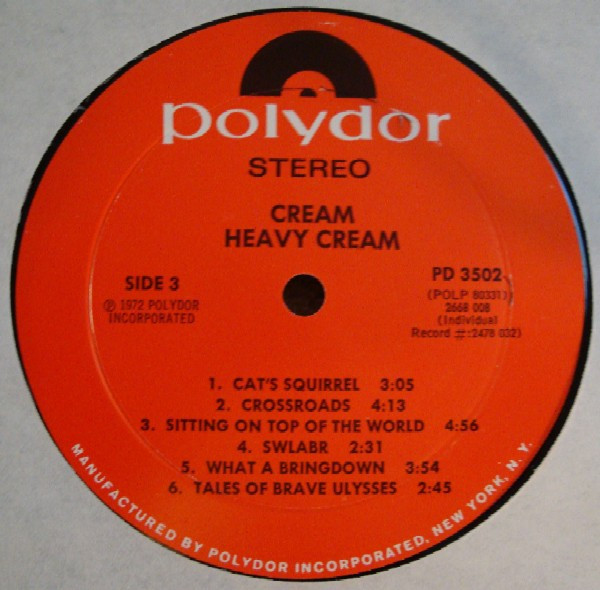 polydor
STEREO
CREAM
HEAVY CREAM
SIDE 3
℗ 1972 POLYDOR
INCORPORATED
PD 3502
(POLP 80331)
2668 008
(Individual
Record #:2478 032)
1. CAT'S SQUIRREL 3:05
2. CROSSROADS 4:13
3. SITTING ON TOP OF THE WORLD 4:56
4. SWLABR 2:31
5. WHAT A BRINGDOWN 3:54
6. TALES OF BRAVE ULYSSES 2:45
MANUFACTURED BY POLYDOR INCORPORATED, NEW YORK, N.Y.